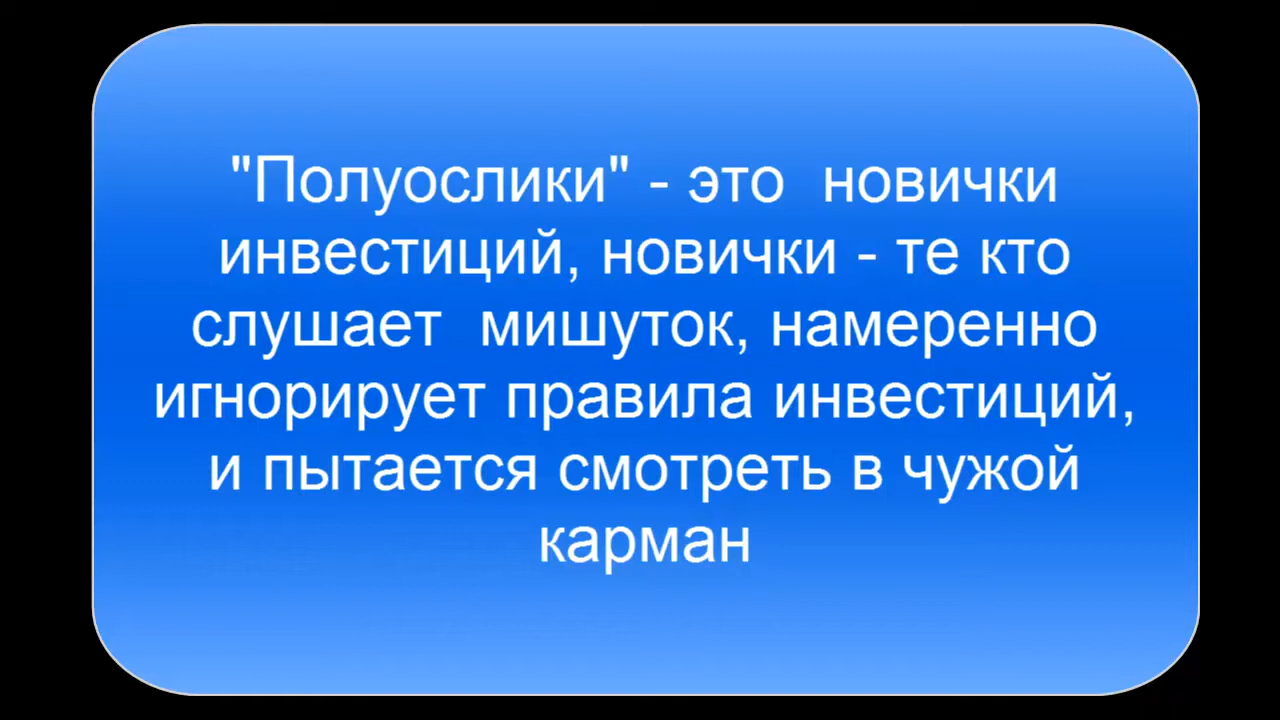 "Полуослики" - это  новички
инвестиций, новички - те кто
слушает  мишуток, намеренно
игнорирует правила инвестиций,
и пытается смотреть в чужой
карман